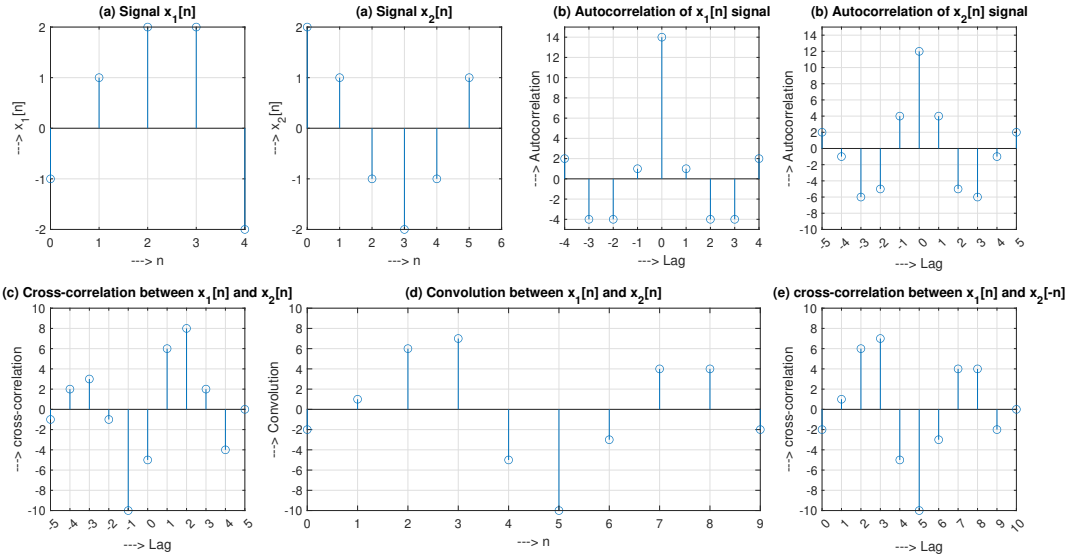 (a) Signal x1[n]
2
1
0
-1
-2
0 1 2 3 4
---> x1[n]
---> n
(a) Signal x2[n]
2
1
0
-1
-2
0 1 2 3 4 5 6
---> x2[n]
---> n
(b) Autocorrelation of x1[n] signal
14
12
10
8
6
4
2
0
-2
-4
-4 -3 -2 -1 0 1 2 3 4
---> Autocorrelation
---> Lag
(b) Autocorrelation of x2[n] signal
14
12
10
8
6
4
2
0
-2
-4
-6
-8
-10
-5 -4 -3 -2 -1 0 1 2 3 4 5
---> Autocorrelation
---> Lag
(c) Cross-correlation between x1[n] and x2[n]
10
8
6
4
2
0
-2
-4
-6
-8
-10
-5 -4 -3 -2 -1 0 1 2 3 4 5
---> cross-correlation
---> Lag
(d) Convolution between x1[n] and x2[n]
10
8
6
4
2
0
-2
-4
-6
-8
-10
0 1 2 3 4 5 6 7 8 9
---> Convolution
---> n
(e) cross-correlation between x1[n] and x2[-n]
10
8
6
4
2
0
-2
-4
-6
-8
-10
0 1 2 3 4 5 6 7 8 9 10
---> cross-correlation
---> Lag